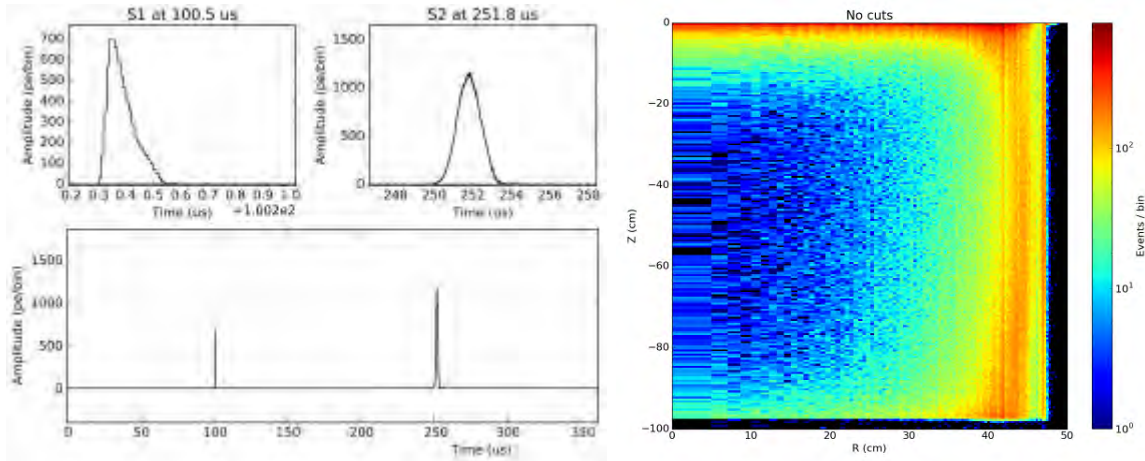 S1 at 100.5 us
Amplitude (pe/bin)
700
600
500
400
300
200
100
0
0.2 0.3 0.4 0.5 0.6 0.7 0.8 0.9 1.0
Time (us) +1.002e2
S2 at 251.8 us
Amplitude (pe/bin)
1500
1000
500
0
248 250 252 254 256 258
Time (us)
Amplitude (pe/bin)
1500
1000
500
0
0 50 100 150 200 250 300 350
Time (us)
No cuts
Z (cm)
0
−20
−40
−60
−80
−100
0 10 20 30 40 50
R (cm)
10²
10¹
10⁰
Events / bin